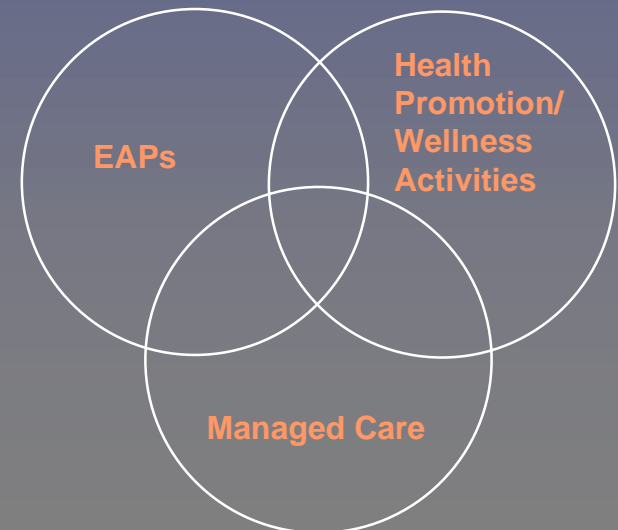 EAPs
Health
Promotion/
Wellness
Activities
Managed Care